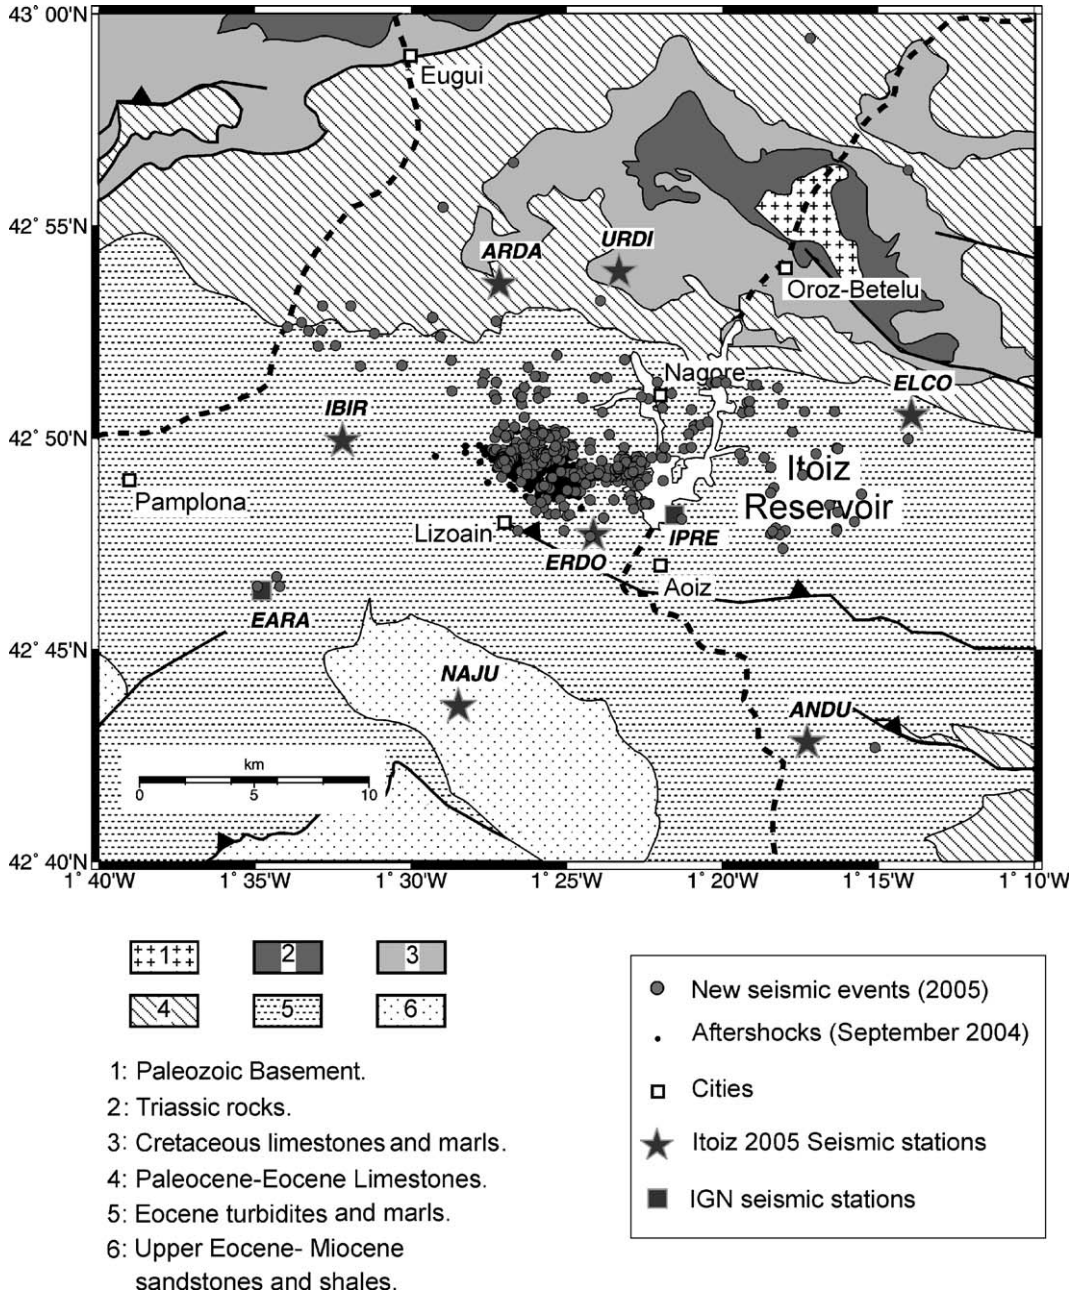 43˚ 00'N
Eugui
42˚ 55'N
ARDA
URDI
Oroz-Betelu
Nagore
ELCO
IBIR
42˚ 50'N
Itoiz
Reservoir
Pamplona
Lizoain
IPRE
ERDO
Aoiz
EARA
42˚ 45'N
NAJU
ANDU
km
0 5 10
42˚ 40'N
1˚ 40'W 1˚ 35'W 1˚ 30'W 1˚ 25'W 1˚ 20'W 1˚ 15'W 1˚ 10'W
1 2 3
4 5 6
1: Paleozoic Basement.
2: Triassic rocks.
3: Cretaceous limestones and marls.
4: Paleocene-Eocene Limestones.
5: Eocene turbidites and marls.
6: Upper Eocene- Miocene
sandstones and shales.
New seismic events (2005)
Aftershocks (September 2004)
Cities
Itoiz 2005 Seismic stations
IGN seismic stations